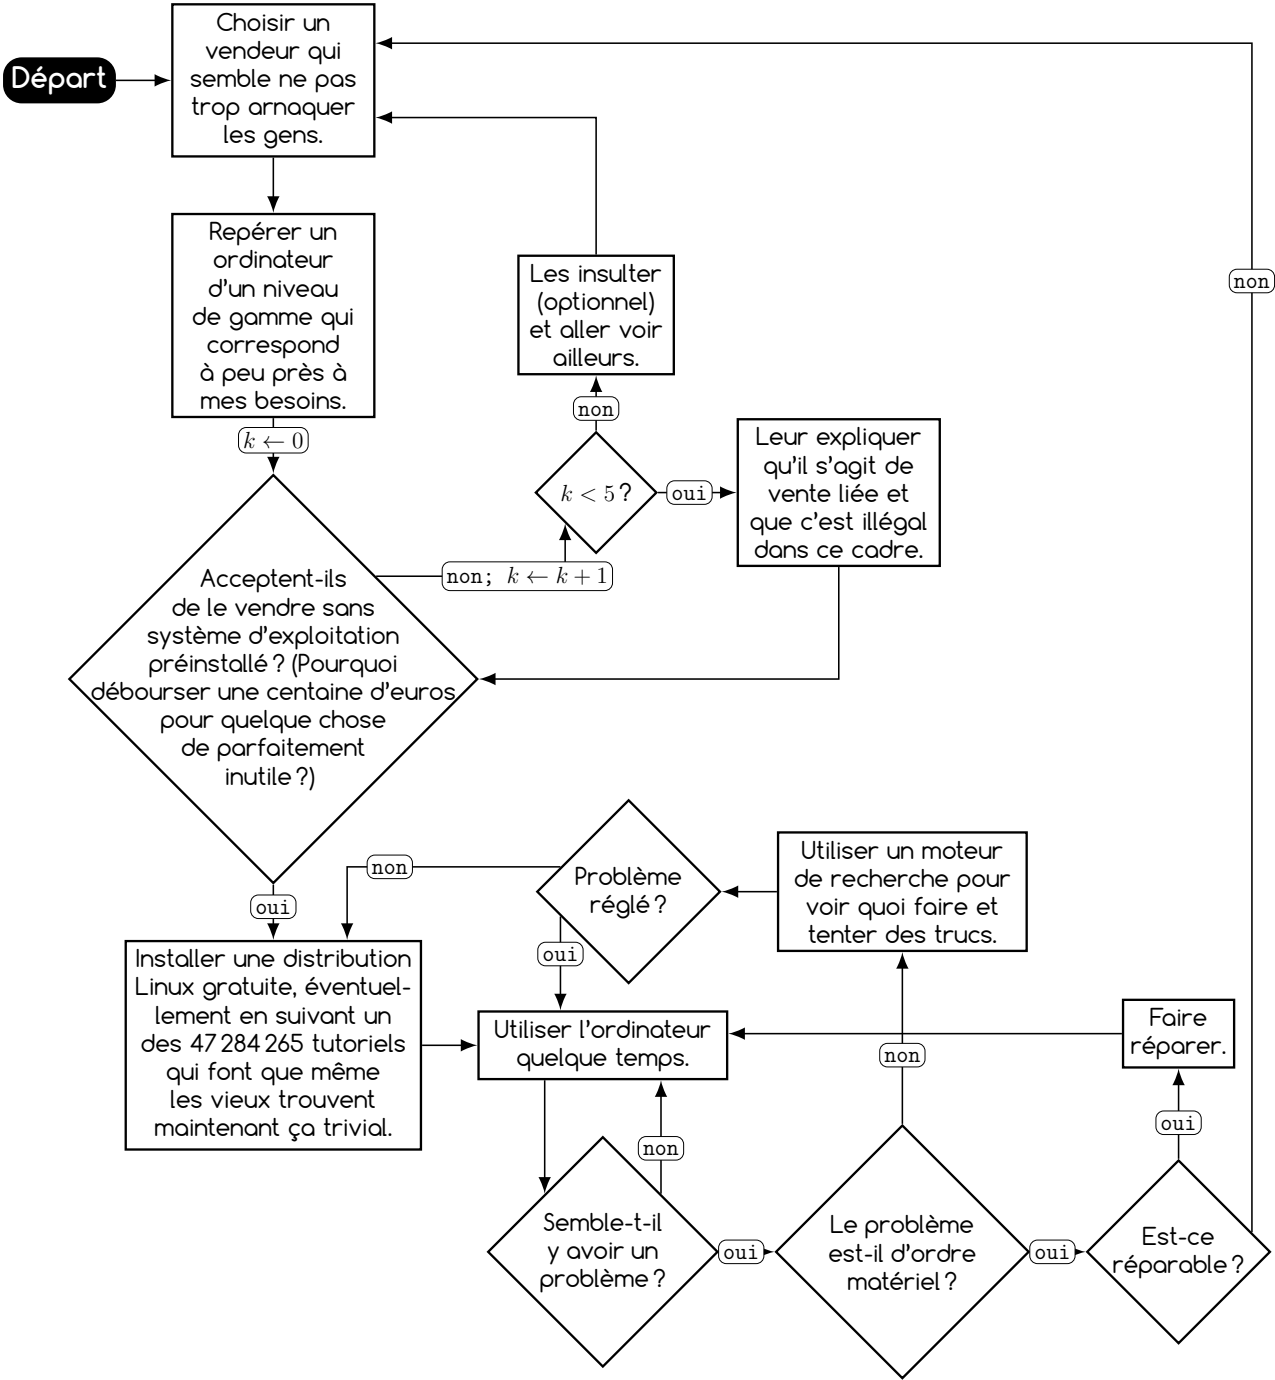 Départ
Choisir un
vendeur qui
semble ne pas
trop arnaquer
les gens.
Repérer un
ordinateur
d'un niveau
de gamme qui
correspond
à peu près à
mes besoins.
k ← 0
Les insulter
(optionnel)
et aller voir
ailleurs.
non
non
k < 5 ?
oui
Leur expliquer
qu'il s'agit de
vente liée et
que c'est illégal
dans ce cadre.
non; k ← k + 1
Acceptent-ils
de le vendre sans
système d'exploitation
préinstallé ? (Pourquoi
débourser une centaine d'euros
pour quelque chose
de parfaitement
inutile ?)
oui
non
Problème
réglé ?
oui
Utiliser un moteur
de recherche pour
voir quoi faire et
tenter des trucs.
Installer une distribution
Linux gratuite, éventuel-
lement en suivant un
des 47 284 265 tutoriels
qui font que même
les vieux trouvent
maintenant ça trivial.
Utiliser l'ordinateur
quelque temps.
non
Faire
réparer.
non
oui
Semble-t-il
y avoir un
problème ?
oui
Le problème
est-il d'ordre
matériel ?
oui
Est-ce
réparable ?